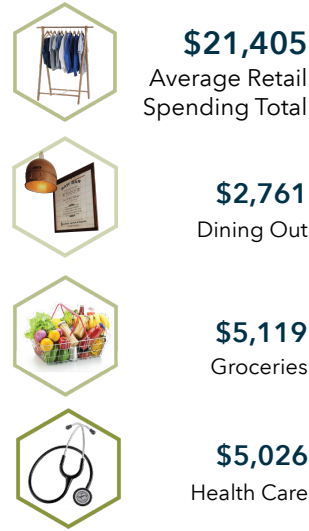 $21,405
Average Retail
Spending Total
$2,761
Dining Out
$5,119
Groceries
$5,026
Health Care